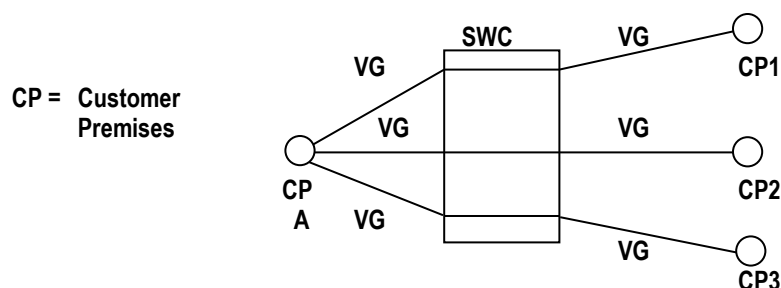 SWC
VG
VG
CP1
CP = Customer
Premises
VG
VG
CP
A
CP2
VG
VG
CP3